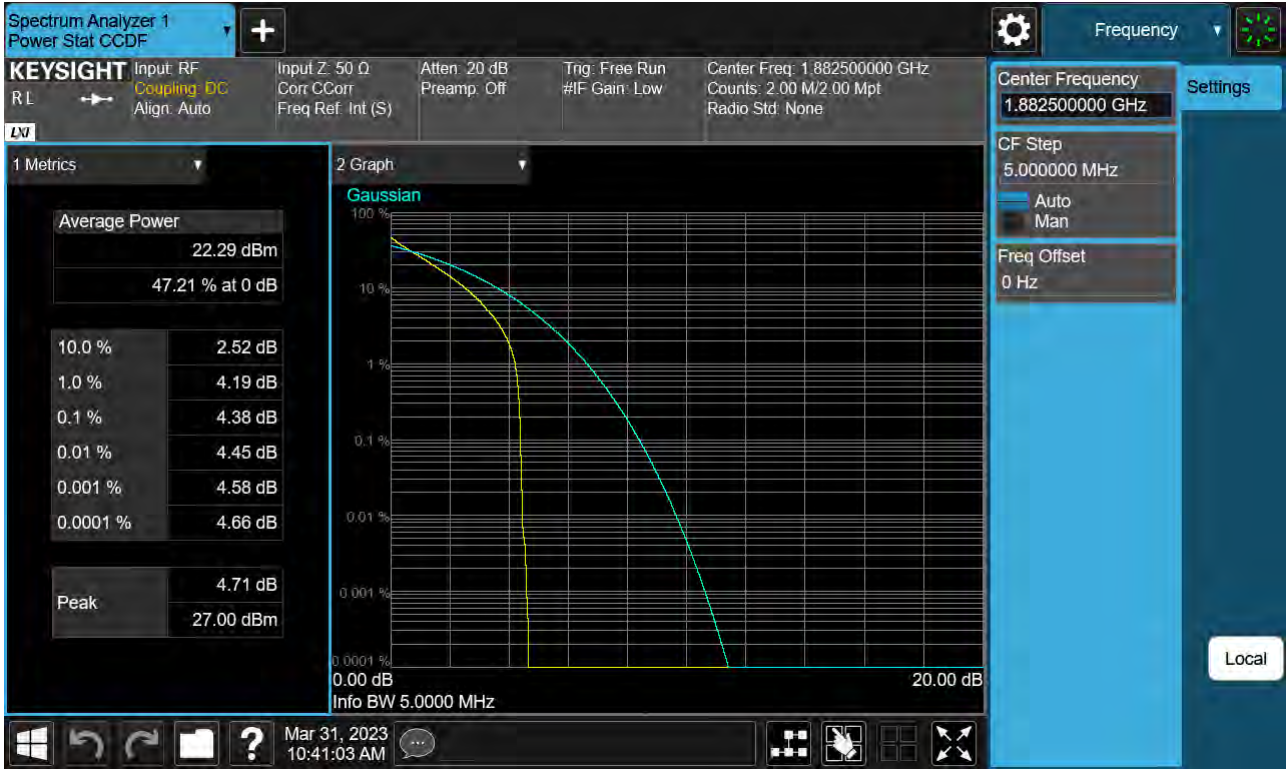 Spectrum Analyzer 1
Power Stat CCDF
Frequency
KEYSIGHT
RL
LXI
Input: RF
Coupling: DC
Align: Auto
Input Z: 50 Ω
Corr CCorr
Freq Ref: Int (S)
Atten: 20 dB
Preamp: Off
Trig: Free Run
#IF Gain: Low
Center Freq: 1.882500000 GHz
Counts: 2.00 M/2.00 Mpt
Radio Std: None
Center Frequency
1.882500000 GHz
Settings
CF Step
5.000000 MHz
Auto
Man
Freq Offset
0 Hz
Local
1 Metrics
Average Power
22.29 dBm
47.21 % at 0 dB
10.0 % 2.52 dB
1.0 % 4.19 dB
0.1 % 4.38 dB
0.01 % 4.45 dB
0.001 % 4.58 dB
0.0001 % 4.66 dB
Peak
4.71 dB
27.00 dBm
2 Graph
Gaussian
100 %
10 %
1 %
0.1 %
0.01 %
0.001 %
0.0001 %
0.00 dB 20.00 dB
Info BW 5.0000 MHz
Mar 31, 2023
10:41:03 AM